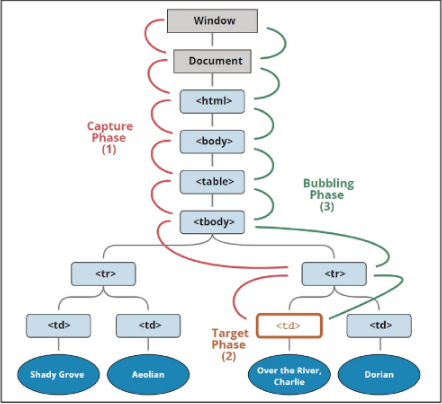 Window
Document
<html>
Capture
Phase
(1)
<body>
<table>
Bubbling
Phase
(3)
<tbody>
<tr>
<tr>
<td>
<td>
Target
Phase
(2)
<td>
<td>
Shady Grove
Aeolian
Over the River,
Charlie
Dorian